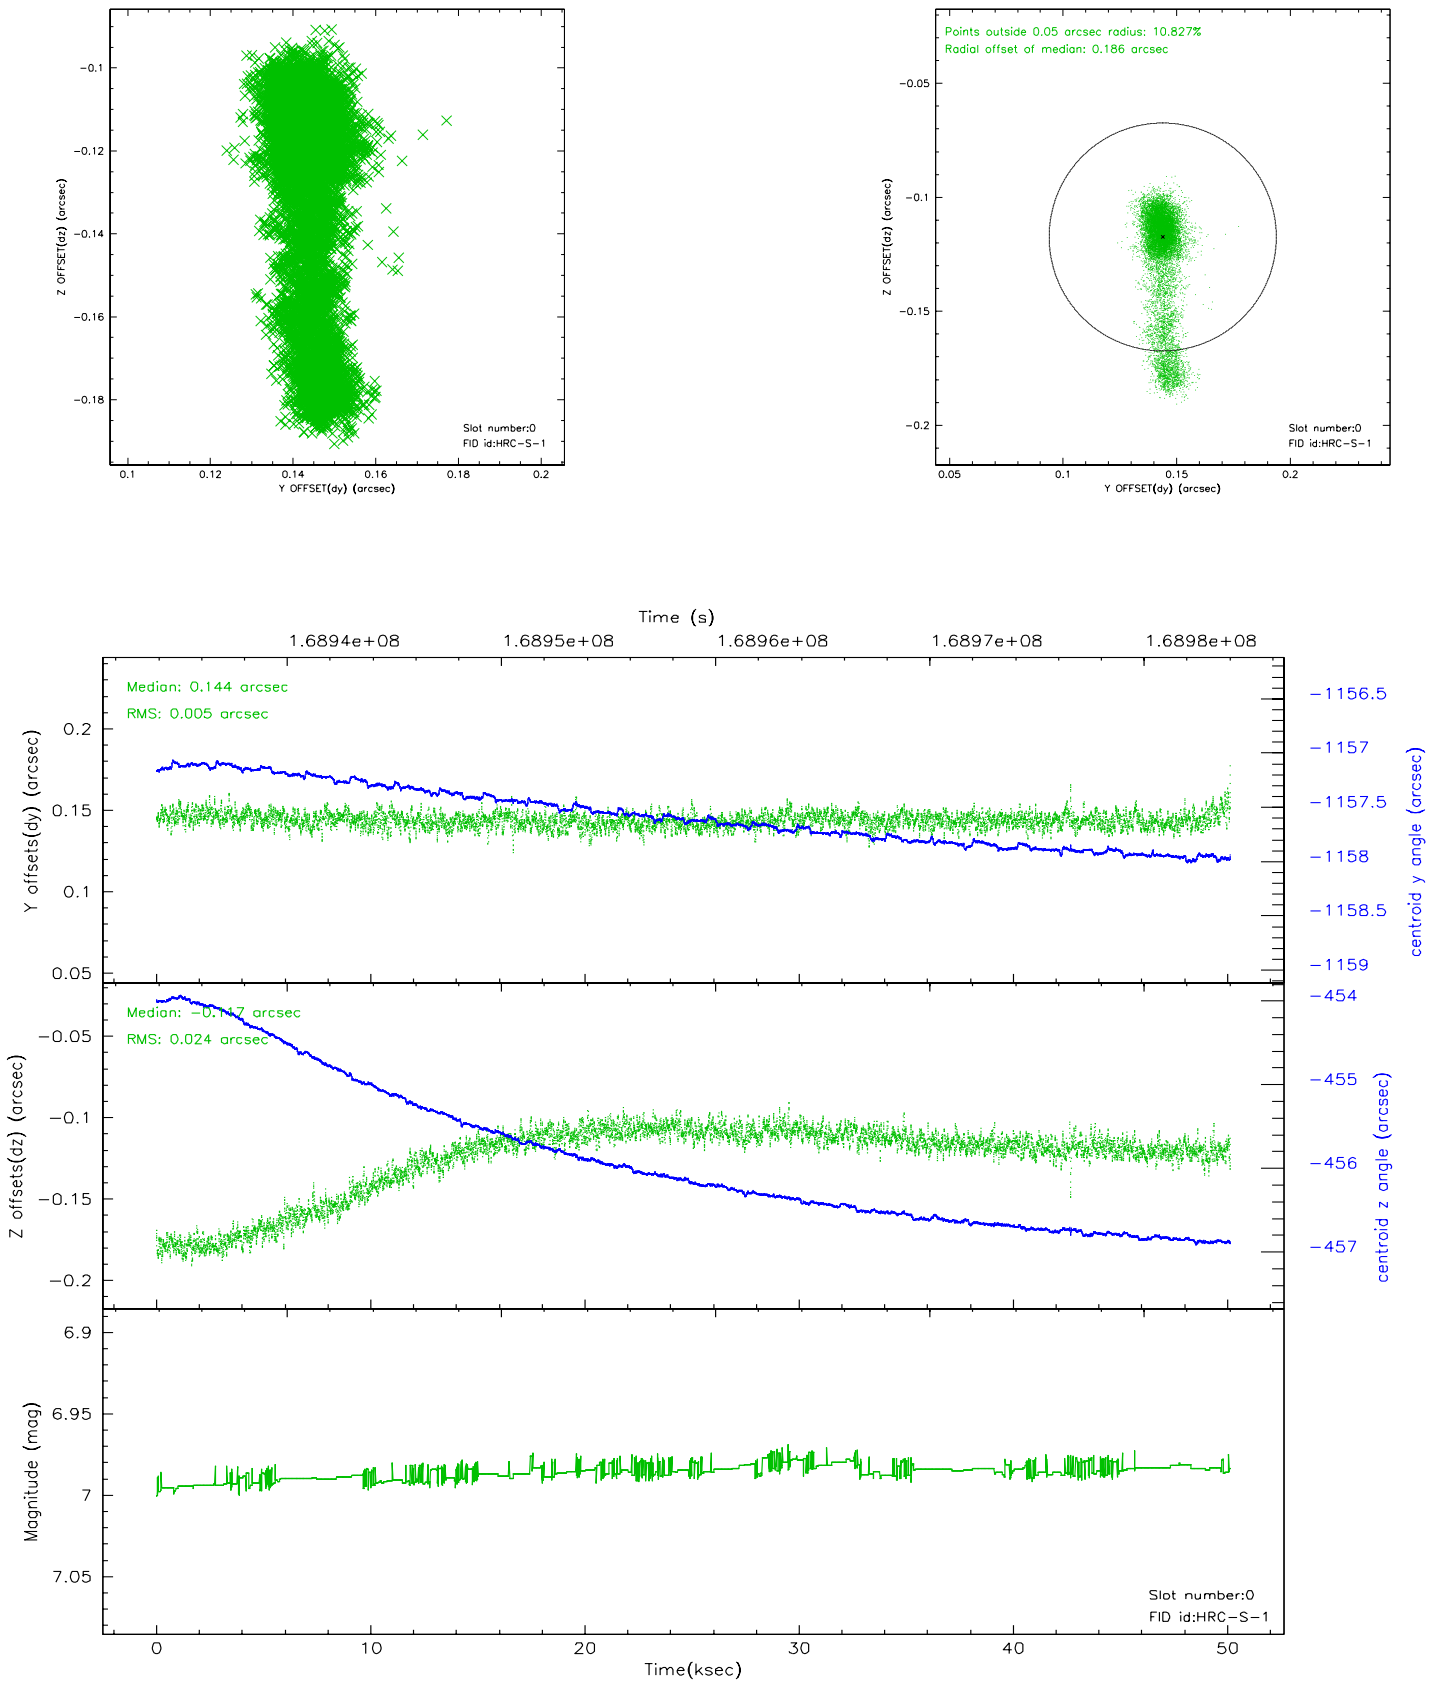 -0.1
-0.12
-0.14
-0.16
-0.18
Z OFFSET(dz) (arcsec)
Slot number:0
FID id:HRC-S-1
0.1 0.12 0.14 0.16 0.18 0.2
Y OFFSET(dy) (arcsec)
Points outside 0.05 arcsec radius: 10.827%
Radial offset of median: 0.186 arcsec
-0.05
-0.1
-0.15
-0.2
Z OFFSET(dz) (arcsec)
Slot number:0
FID id:HRC-S-1
0.05 0.1 0.15 0.2
Y OFFSET(dy) (arcsec)
Time (s)
1.6894e+08 1.6895e+08 1.6896e+08 1.6897e+08 1.6898e+08
Median: 0.144 arcsec
RMS: 0.005 arcsec
0.2
0.15
0.1
0.05
Y offsets(dy) (arcsec)
-1156.5
-1157
-1157.5
-1158
-1158.5
-1159
centroid y angle (arcsec)
Median: -0.117 arcsec
RMS: 0.024 arcsec
-0.05
-0.1
-0.15
-0.2
Z offsets(dz) (arcsec)
-454
-455
-456
-457
centroid z angle (arcsec)
6.9
6.95
7
7.05
Magnitude (mag)
Slot number:0
FID id:HRC-S-1
0 10 20 30 40 50
Time(ksec)